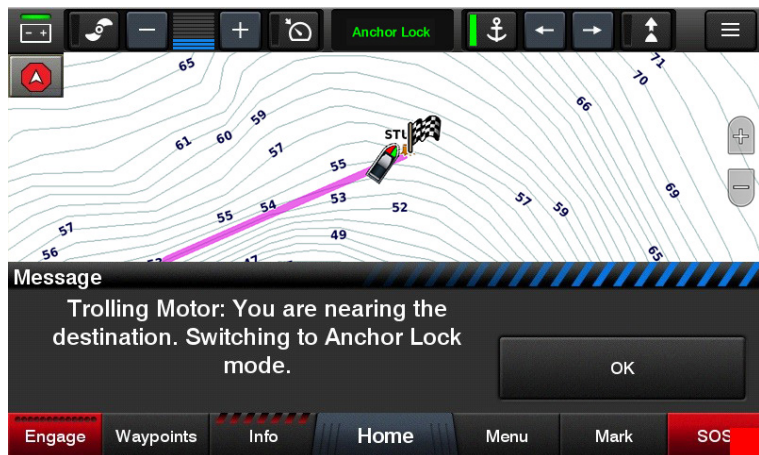 - +
Anchor Lock
65
71
70
66
59
60
61
57
STU
55
69
53
54
52
57
59
55
57
49
56
65
Message
Trolling Motor: You are nearing the
destination. Switching to Anchor Lock
mode.
OK
Engage
Waypoints
Info
Home
Menu
Mark
SOS